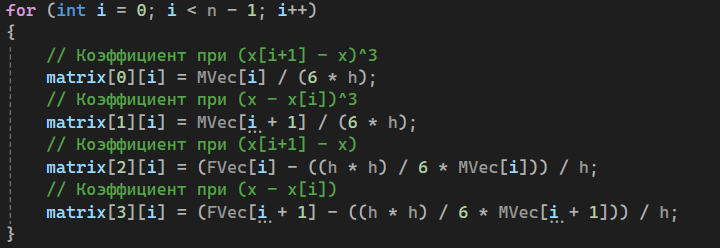 for (int i = 0; i < n - 1; i++)
{
// Коэффициент при (x[i+1] - x)^3
matrix[0][i] = MVec[i] / (6 * h);
// Коэффициент при (x - x[i])^3
matrix[1][i] = MVec[i + 1] / (6 * h);
// Коэффициент при (x[i+1] - x)
matrix[2][i] = (FVec[i] - ((h * h) / 6 * MVec[i])) / h;
// Коэффициент при (x - x[i])
matrix[3][i] = (FVec[i + 1] - ((h * h) / 6 * MVec[i + 1])) / h;
}